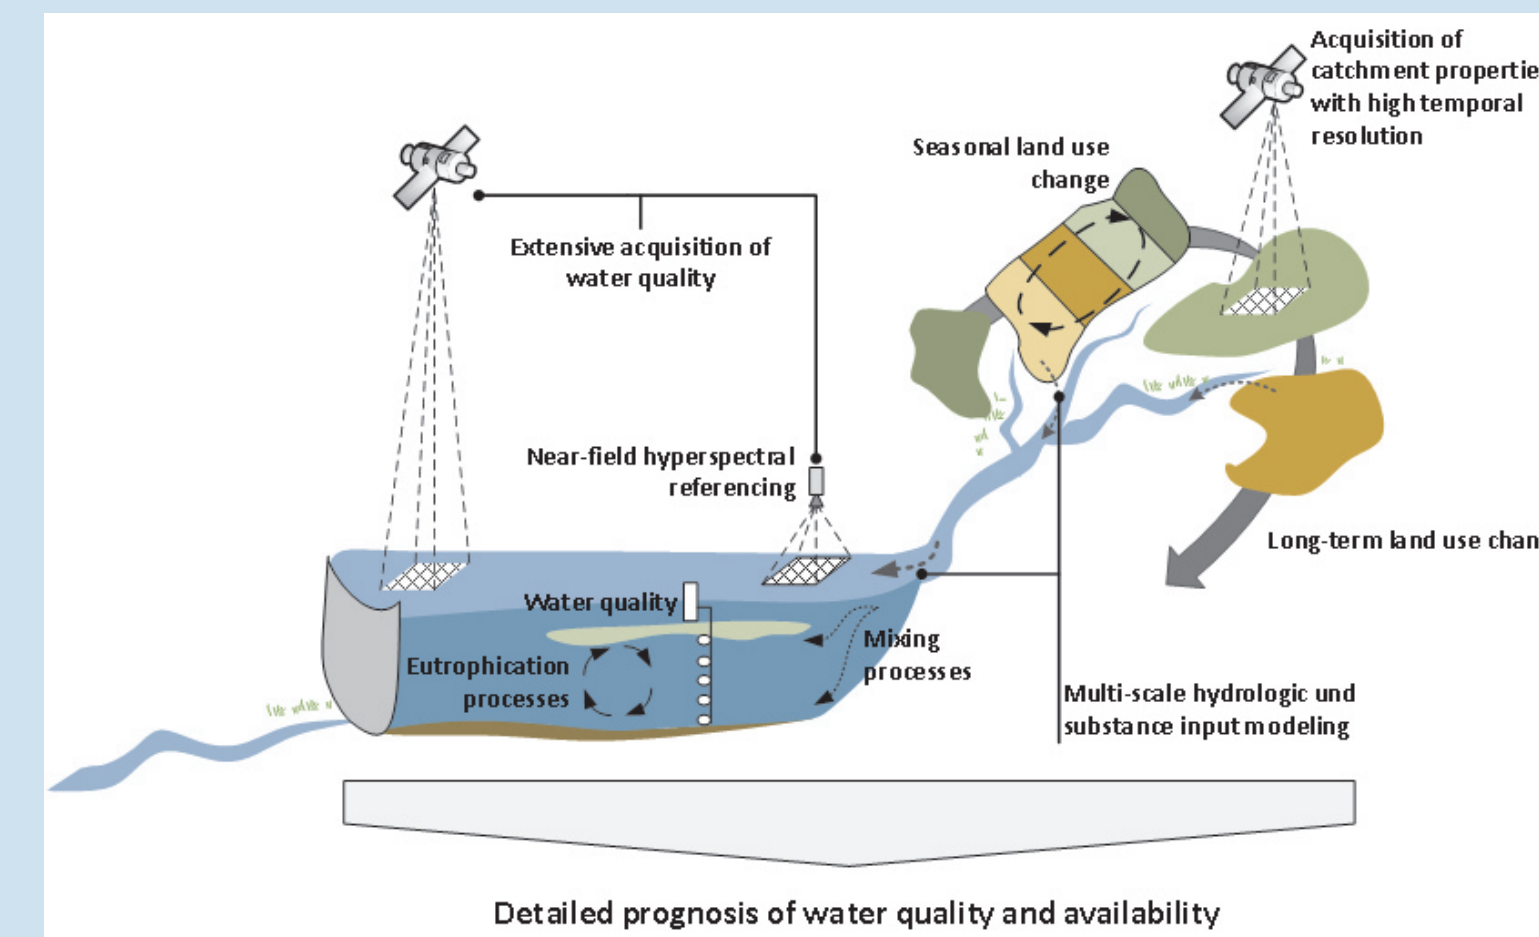 Acquisition of
catchment propertie
with high temporal
resolution
Seasonal land use
change
Extensive acquisition of
water quality
Near-field hyperspectral
referencing
Long-term land use chan
Water quality
Mixing
processes
Eutrophication
processes
Multi-scale hydrologic und
substance input modeling
Detailed prognosis of water quality and availability